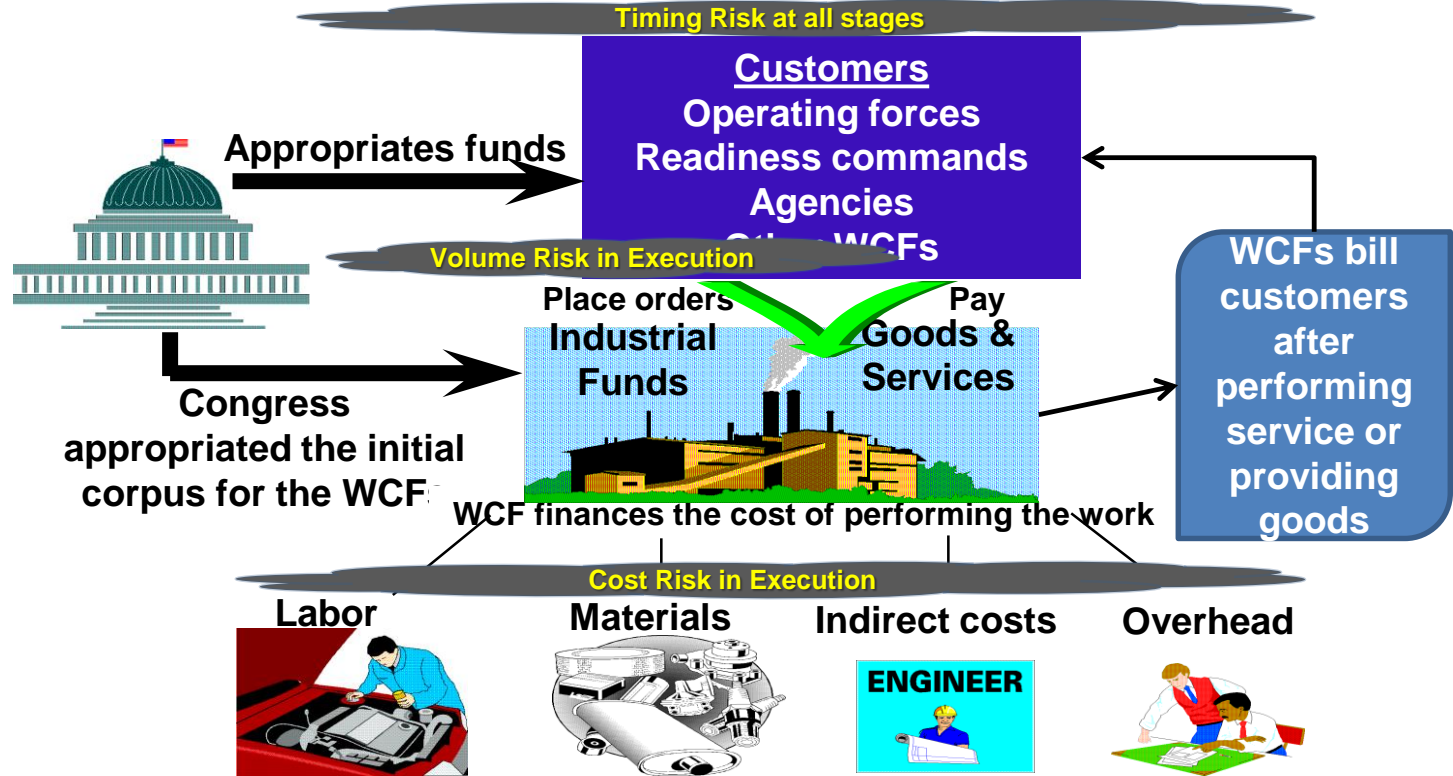 Timing Risk at all stages
Customers
Operating forces
Readiness commands
Agencies
WCFs
Appropriates funds
Volume Risk in Execution
Place orders
Pay
Industrial
Funds
Goods &
Services
Congress
appropriated the initial
corpus for the WCFs
WCFs bill
customers
after
performing
service or
providing
goods
WCF finances the cost of performing the work
Cost Risk in Execution
Labor
Materials
Indirect costs
Overhead
ENGINEER